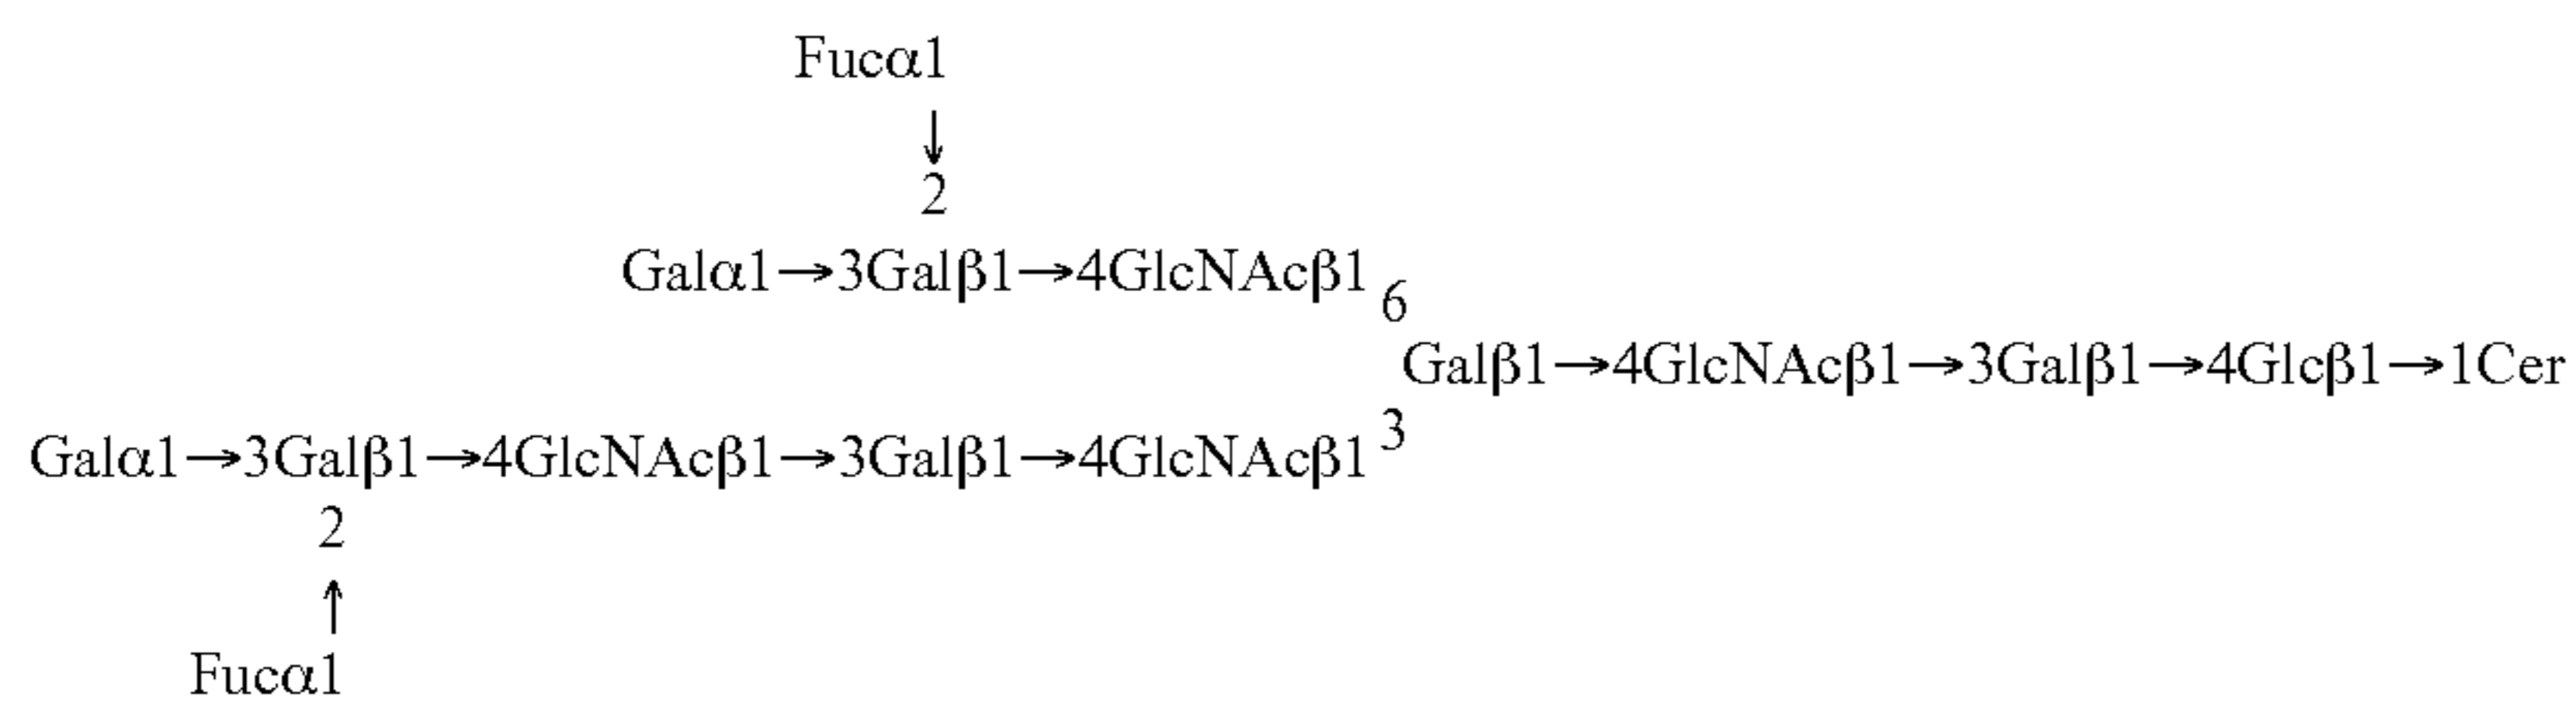 Fucα1
↓
2
Galα1→3Galβ1→4GlcNAcβ1
6
Galβ1→4GlcNAcβ1→3Galβ1→4Glcβ1→1Cer
3
Galα1→3Galβ1→4GlcNAcβ1→3Galβ1→4GlcNAcβ1
2
↑
Fucα1